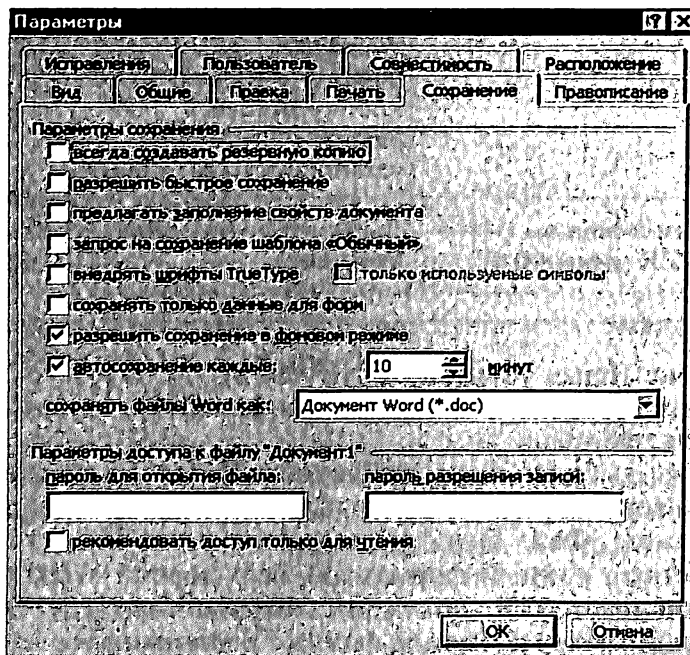 Параметры
Исправления Пользователь Совместимость Расположение
Вид Общие Правка Печать Сохранение Правописание
Параметры сохранения
всегда создавать резервную копию
разрешить быстрое сохранение
предлагать заполнение свойств документа
запрос на сохранение шаблона «Обычный»
внедрять шрифты TrueType только используемые символы
сохранять только данные для форм
разрешить сохранение в фоновом режиме
автосохранение каждые: 10 минут
сохранять файлы Word как: Документ Word (*.doc)
Параметры доступа к файлу "Документ1"
пароль для открытия файла: пароль разрешения записи:
рекомендовать доступ только для чтения
OK Отмена